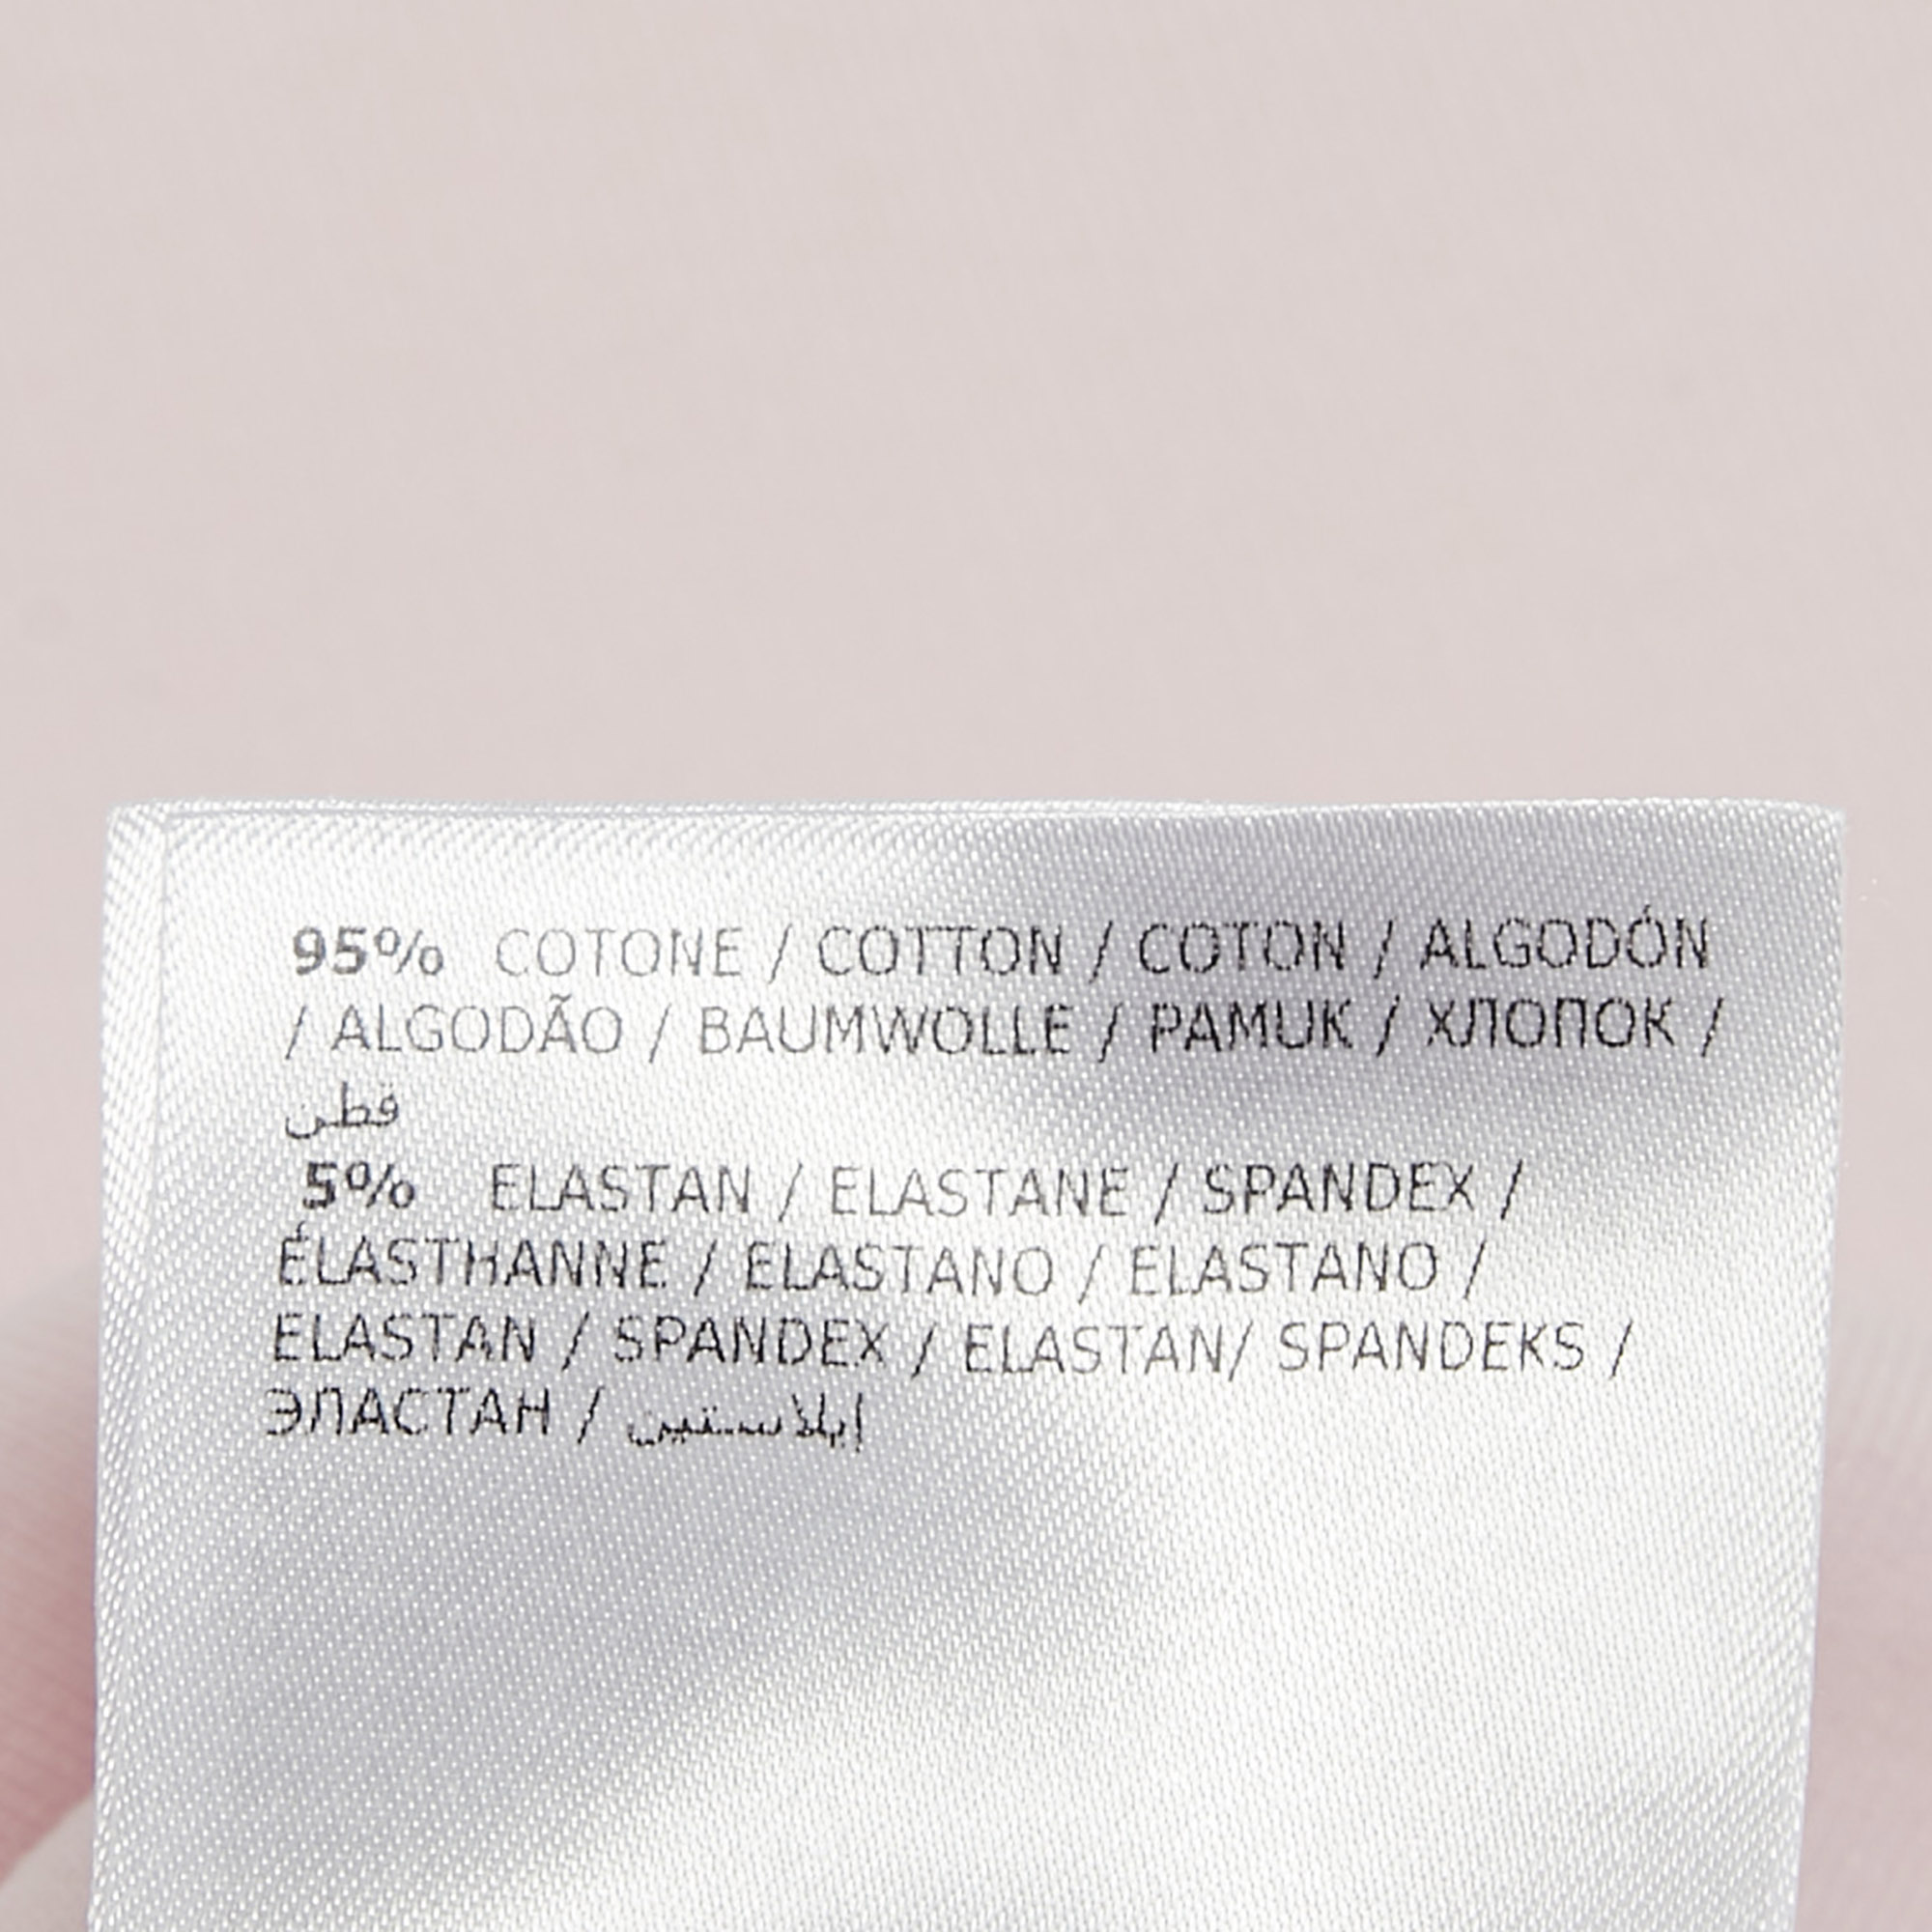 95% COTONE / COTTON / COTON / ALGODÓN
/ ALGODÃO / BAUMWOLLE / PAMUK / ХЛОПОК /
قطن
5% ELASTAN / ELASTANE / SPANDEX /
ÉLASTHANNE / ELASTANO / ELASTANO /
ELASTAN / SPANDEX / ELASTAN/ SPANDEKS /
ЭЛАСТАН / إيلاستين